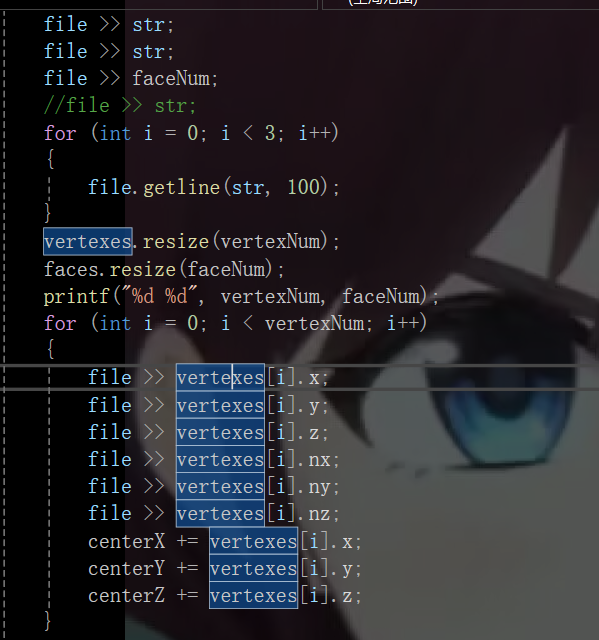 file >> str;
file >> str;
file >> faceNum;
//file >> str;
for (int i = 0; i < 3; i++)
{
file.getline(str, 100);
}
vertexes.resize(vertexNum);
faces.resize(faceNum);
printf("%d %d", vertexNum, faceNum);
for (int i = 0; i < vertexNum; i++)
{
file >> vertexes[i].x;
file >> vertexes[i].y;
file >> vertexes[i].z;
file >> vertexes[i].nx;
file >> vertexes[i].ny;
file >> vertexes[i].nz;
centerX += vertexes[i].x;
centerY += vertexes[i].y;
centerZ += vertexes[i].z;
}